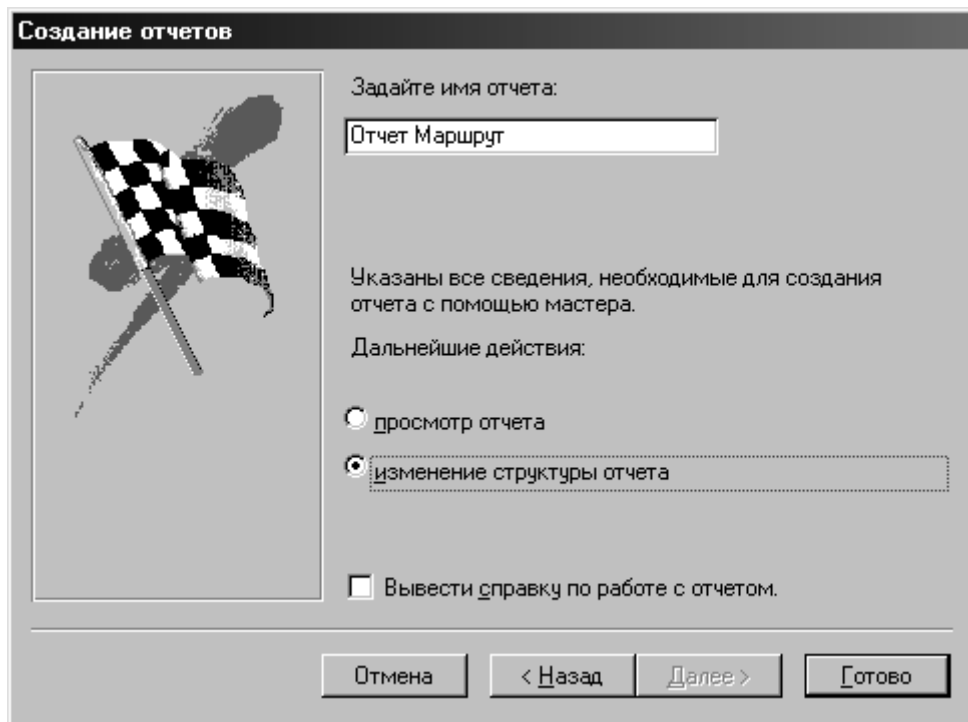 Создание отчетов
Задайте имя отчета:
Отчет Маршрут
Указаны все сведения, необходимые для создания
отчета с помощью мастера.
Дальнейшие действия:
просмотр отчета
изменение структуры отчета
Вывести справку по работе с отчетом.
Отмена
< Назад
Далее >
Готово